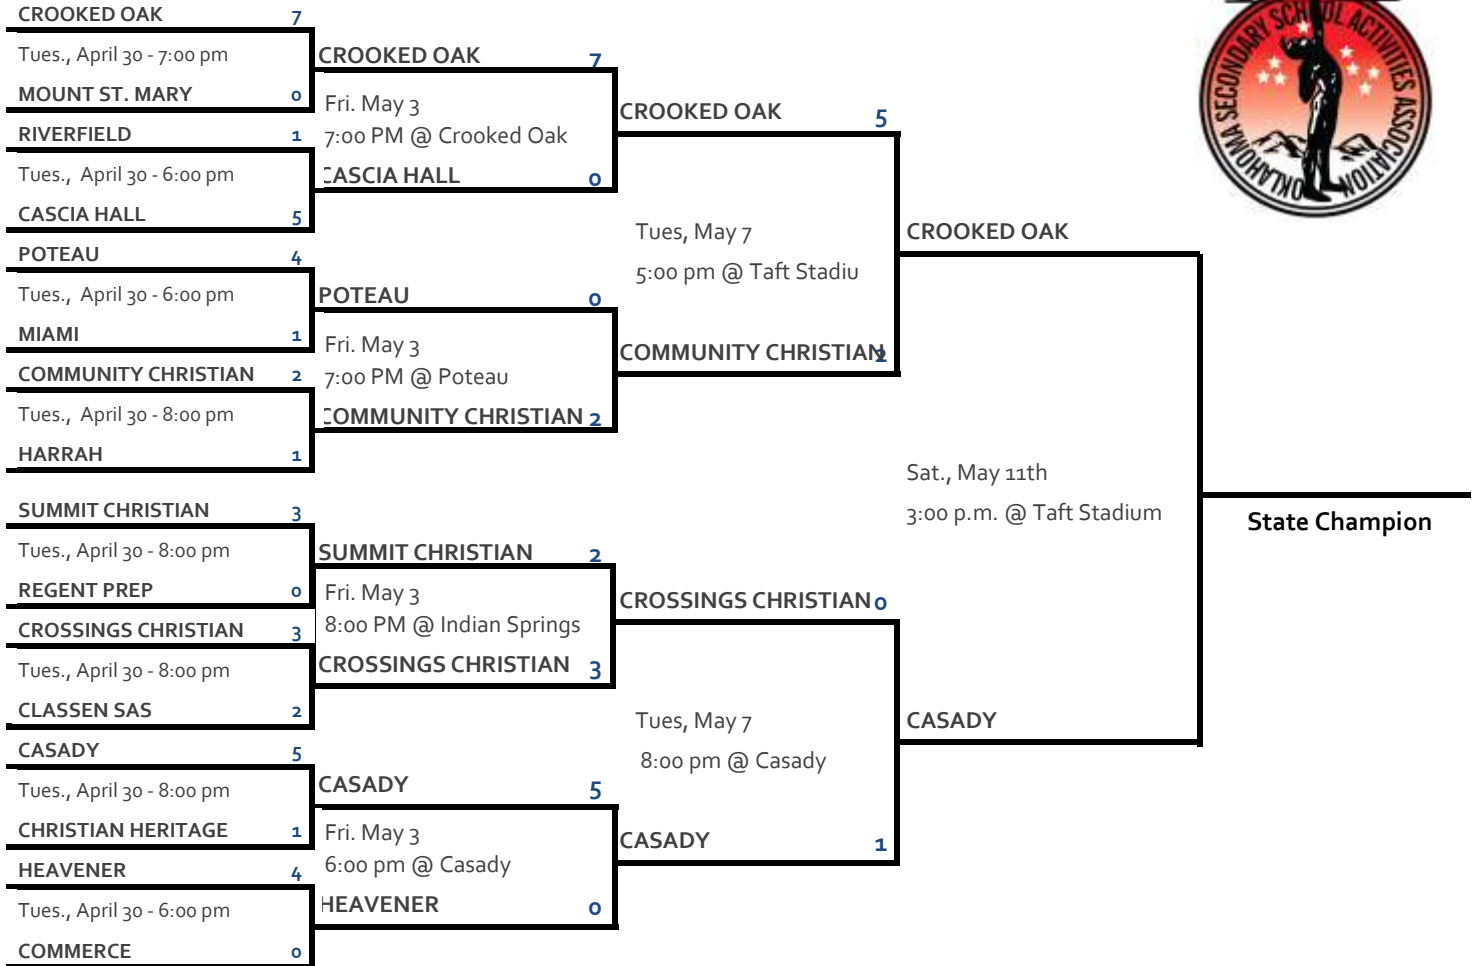 CROOKED OAK 7
Tues., April 30 - 7:00 pm
MOUNT ST. MARY 0
RIVERFIELD 1
Tues., April 30 - 6:00 pm
CASCIA HALL 5
POTEAU 4
Tues., April 30 - 6:00 pm
MIAMI 1
COMMUNITY CHRISTIAN 2
Tues., April 30 - 8:00 pm
HARRAH 1
SUMMIT CHRISTIAN 3
Tues., April 30 - 8:00 pm
REGENT PREP 0
CROSSINGS CHRISTIAN 3
Tues., April 30 - 8:00 pm
CLASSEN SAS 2
CASADY 5
Tues., April 30 - 8:00 pm
CHRISTIAN HERITAGE 1
HEAVENER 4
Tues., April 30 - 6:00 pm
COMMERCE 0
CROOKED OAK 7
Fri. May 3
7:00 PM @ Crooked Oak
CASCIA HALL 0
POTEAU 0
Fri. May 3
7:00 PM @ Poteau
COMMUNITY CHRISTIAN 2
SUMMIT CHRISTIAN 2
Fri. May 3
8:00 PM @ Indian Springs
CROSSINGS CHRISTIAN 3
CASADY 5
Fri. May 3
6:00 pm @ Casady
HEAVENER 0
CROOKED OAK 5
Tues, May 7
5:00 pm @ Taft Stadiu
COMMUNITY CHRISTIAN
CROSSINGS CHRISTIAN 0
Tues, May 7
8:00 pm @ Casady
CASADY 1
CROOKED OAK
Sat., May 11th
3:00 p.m. @ Taft Stadium
CASADY
State Champion
OKLAHOMA SECONDARY SCHOOL ACTIVITIES ASSOCIATION